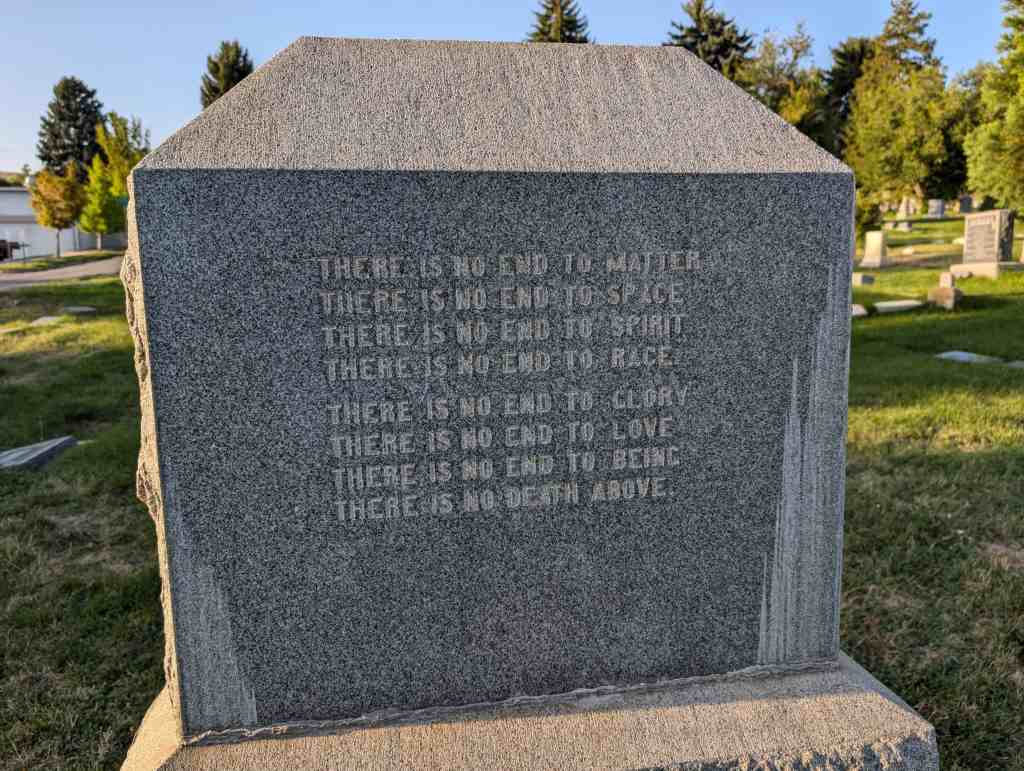 THERE IS NO END TO MATTER
THERE IS NO END TO SPACE
THERE IS NO END TO SPIRIT
THERE IS NO END TO RACE.
THERE IS NO END TO GLORY
THERE IS NO END TO LOVE
THERE IS NO END TO BEING
THERE IS NO DEATH ABOVE.